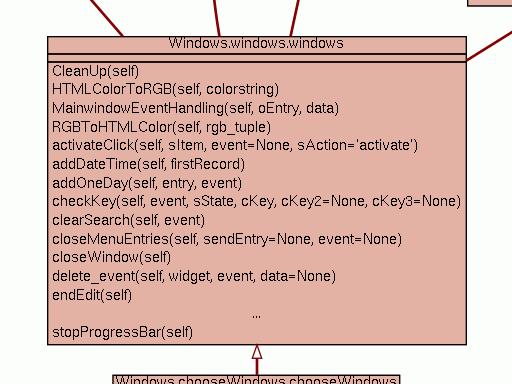 Windows.windows.windows
CleanUp(self)
HTMLColorToRGB(self, colorstring)
MainwindowEventHandling(self, oEntry, data)
RGBToHTMLColor(self, rgb_tuple)
activateClick(self, sItem, event=None, sAction='activate')
addDateTime(self, firstRecord)
addOneDay(self, entry, event)
checkKey(self, event, sState, cKey, cKey2=None, cKey3=None)
clearSearch(self, event)
closeMenuEntries(self, sendEntry=None, event=None)
closeWindow(self)
delete_event(self, widget, event, data=None)
endEdit(self)
...
stopProgressBar(self)
Windows.chooseWindows.chooseWindows